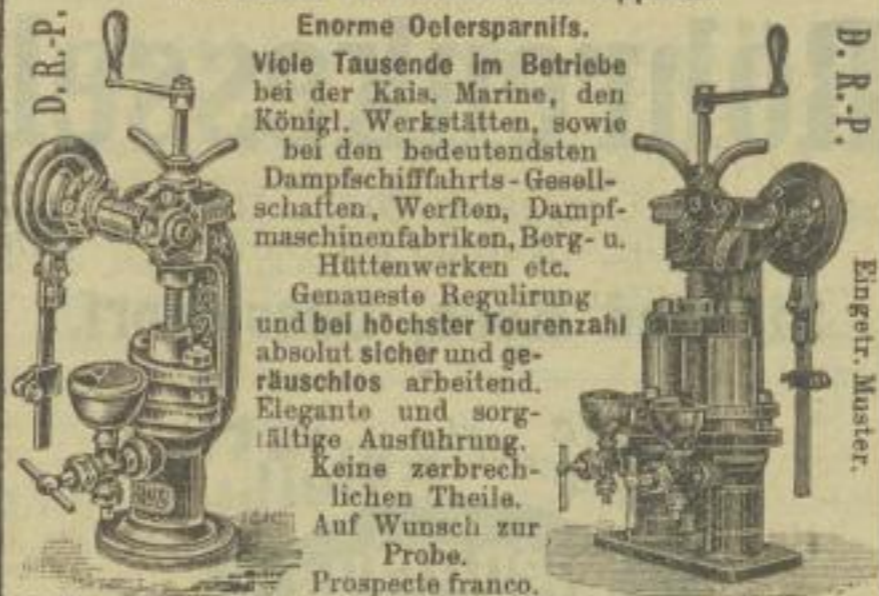 Enorme Oelersparnifs.
D. R.-P.
Viele Tausende im Betriebe
bei der Kais. Marine, den
Königl. Werkstätten, sowie
bei den bedeutendsten
Dampfschifffahrts-Gesell-
schaften, Werften, Dampf-
maschinenfabriken, Berg- u.
Hüttenwerken etc.
Genaueste Regulirung
und bei höchster Tourenzahl
absolut sicher und ge-
räuschlos arbeitend.
Elegante und sorg-
fältige Ausführung.
Keine zerbrech-
lichen Theile.
Auf Wunsch zur
Probe.
Prospecte franco.
D. R.-P.
Eingetr. Muster.